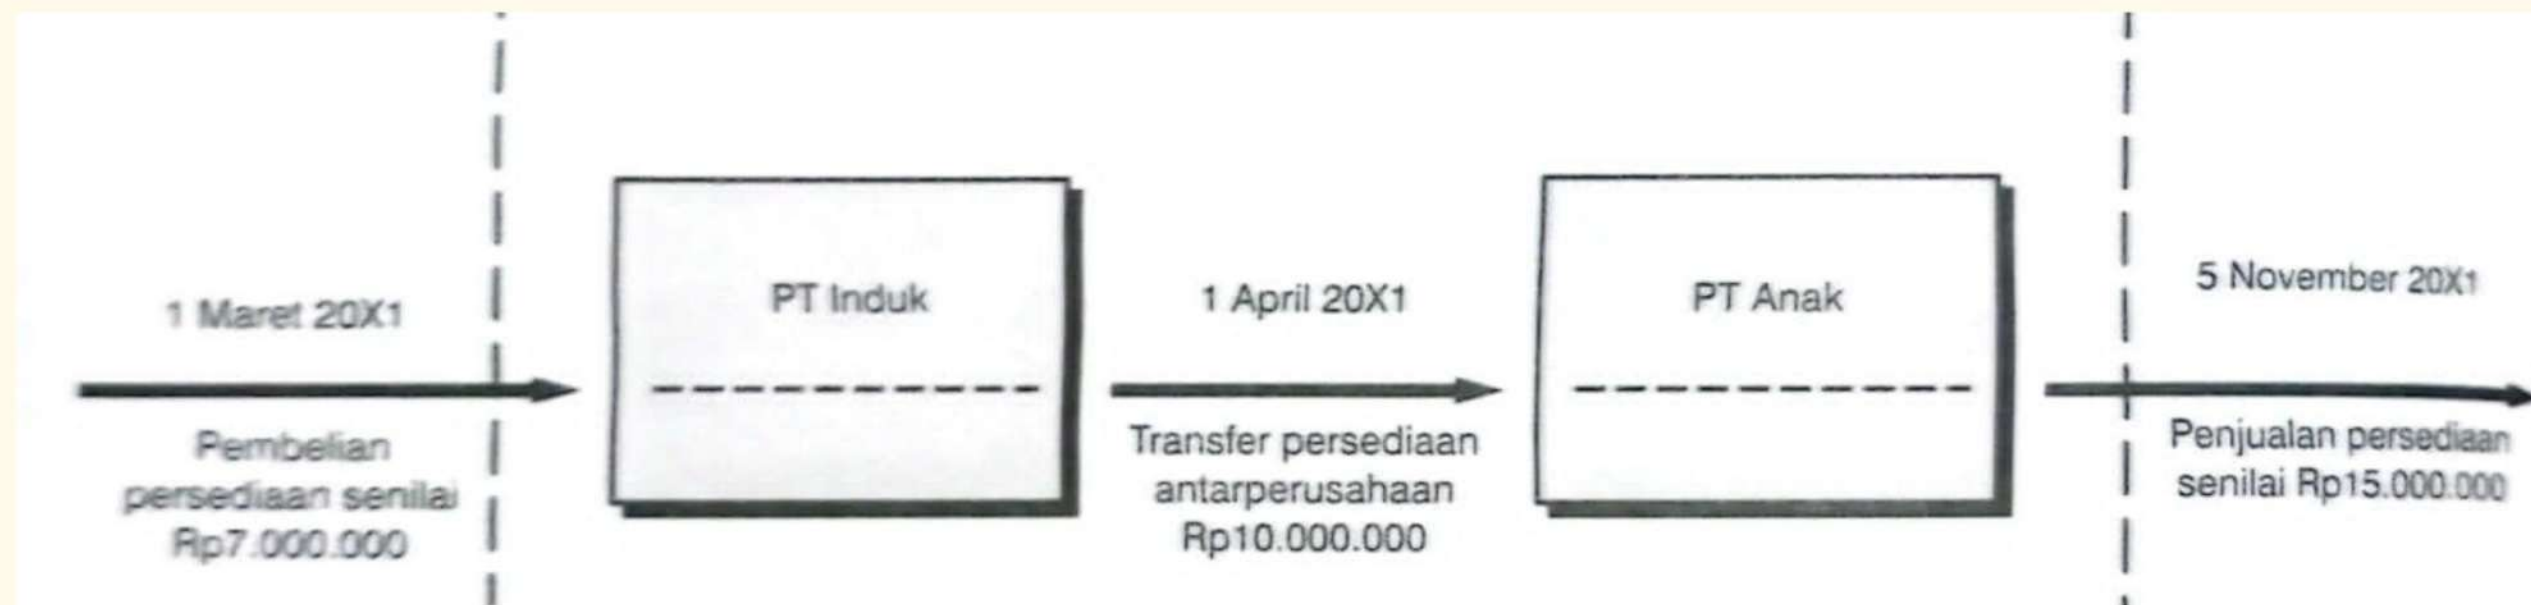 1 Maret 20X1
Pembelian
persediaan senilai
Rp7.000.000
PT Induk
1 April 20X1
Transfer persediaan
antarperusahaan
Rp10.000.000
PT Anak
5 November 20X1
Penjualan persediaan
senilai Rp15.000.000